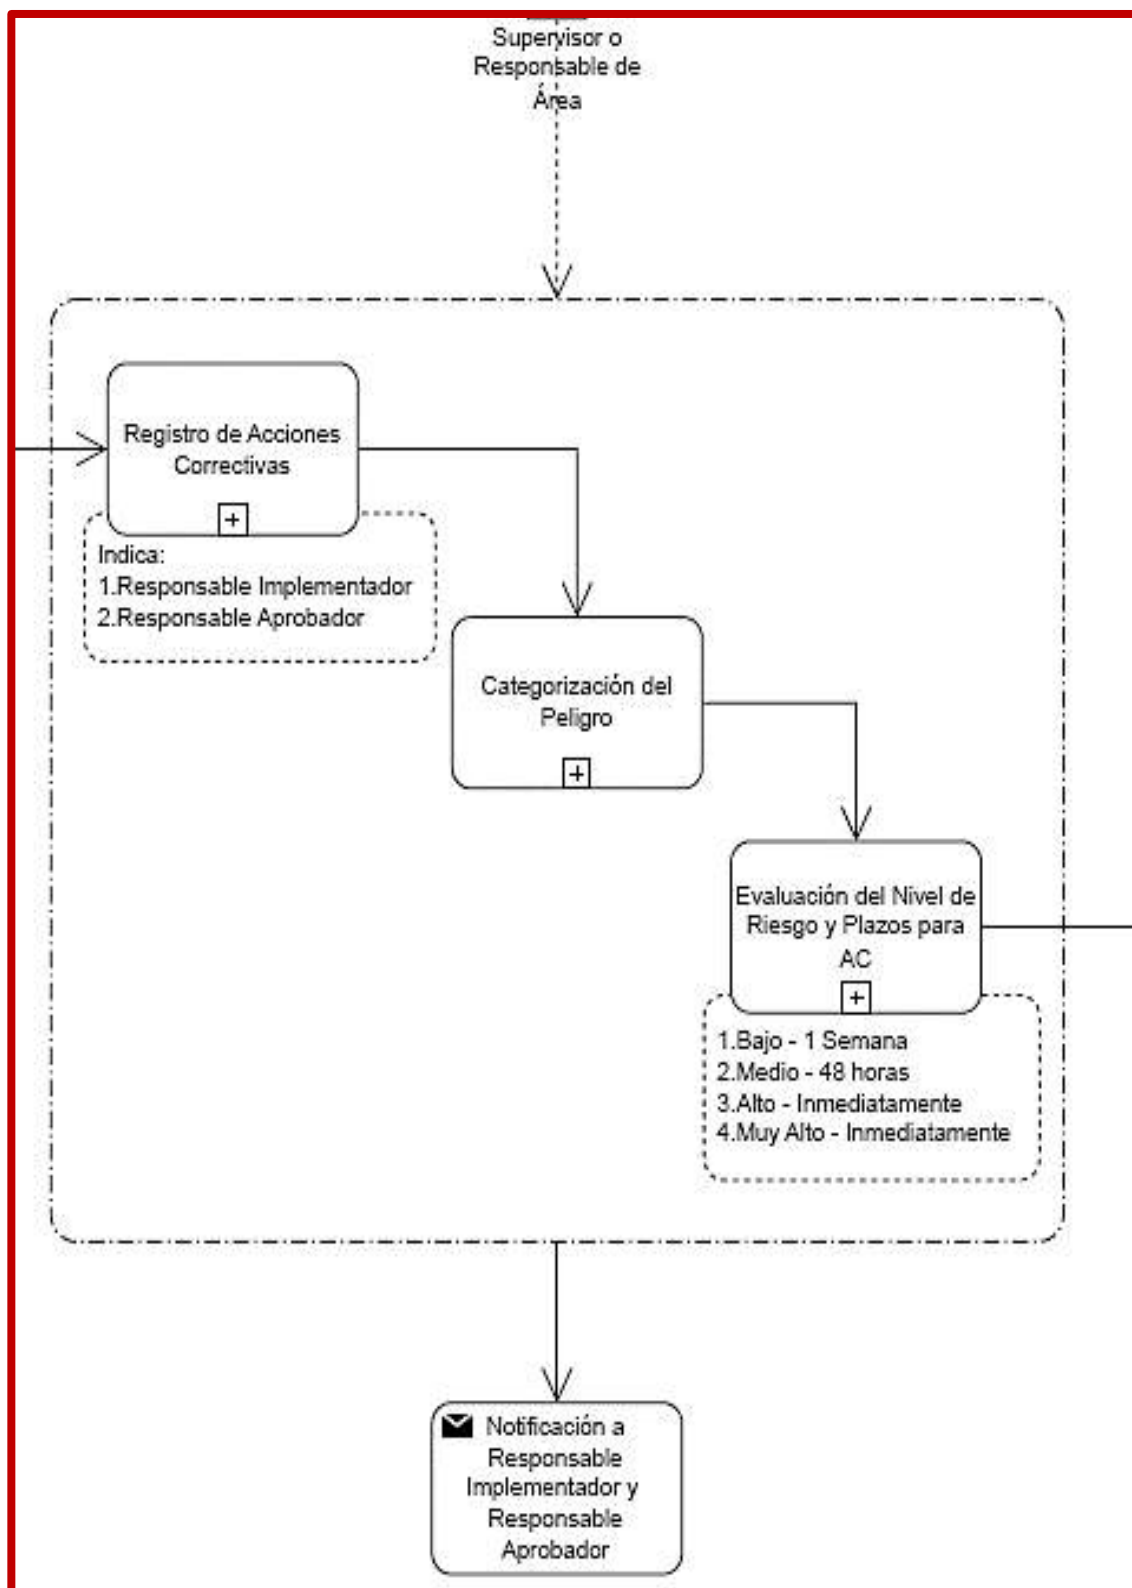 Supervisor o
Responsable de
Área
Registro de Acciones
Correctivas
Indica:
1.Responsable Implementador
2.Responsable Aprobador
Categorización del
Peligro
Evaluación del Nivel de
Riesgo y Plazos para
AC
1.Bajo - 1 Semana
2.Medio - 48 horas
3.Alto - Inmediatamente
4.Muy Alto - Inmediatamente
Notificación a
Responsable
Implementador y
Responsable
Aprobador